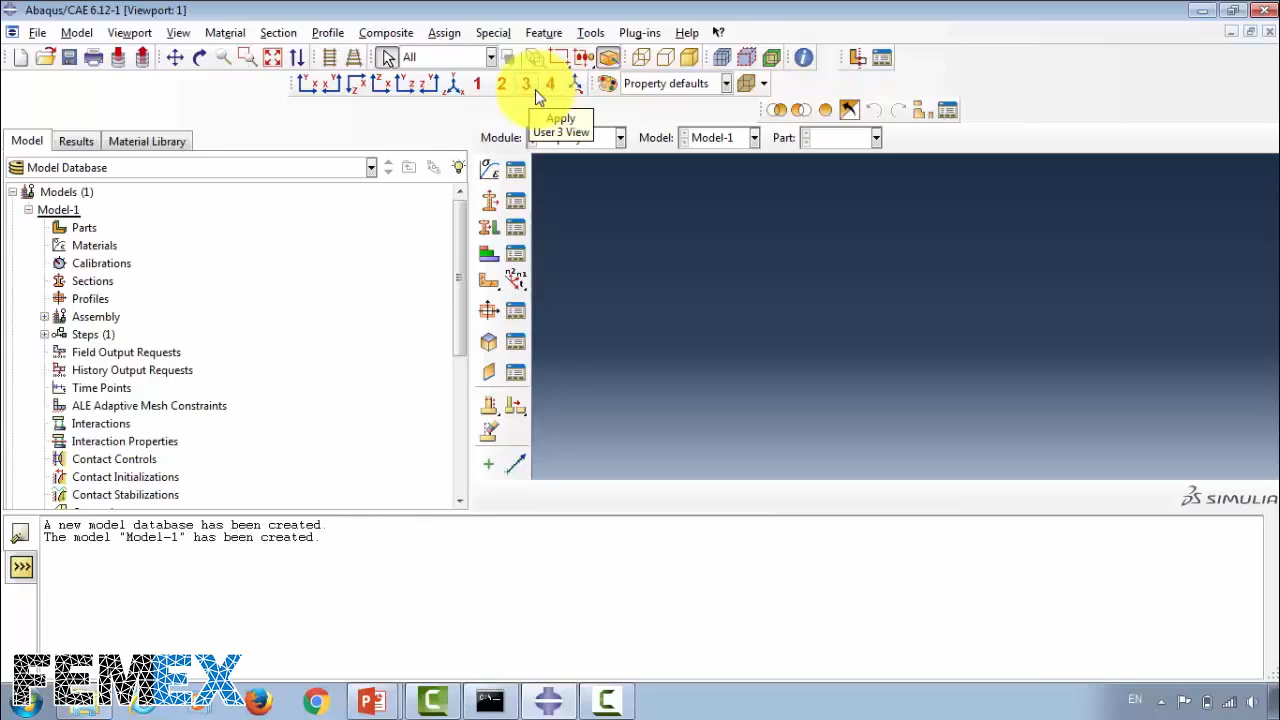 Abaqus/CAE 6.12-1 [Viewport: 1]
File Model Viewport View Material Section Profile Composite Assign Special Feature Tools Plug-ins Help
All
1 2 3 4 Property defaults
Apply
User 3 View
Model Results Material Library
Module: Model: Model-1 Part:
Model Database
Models (1)
Model-1
Parts
Materials
Calibrations
Sections
Profiles
Assembly
Steps (1)
Field Output Requests
History Output Requests
Time Points
ALE Adaptive Mesh Constraints
Interactions
Interaction Properties
Contact Controls
Contact Initializations
Contact Stabilizations
SIMULIA
A new model database has been created.
The model "Model-1" has been created.
>>>
FEMEX
EN